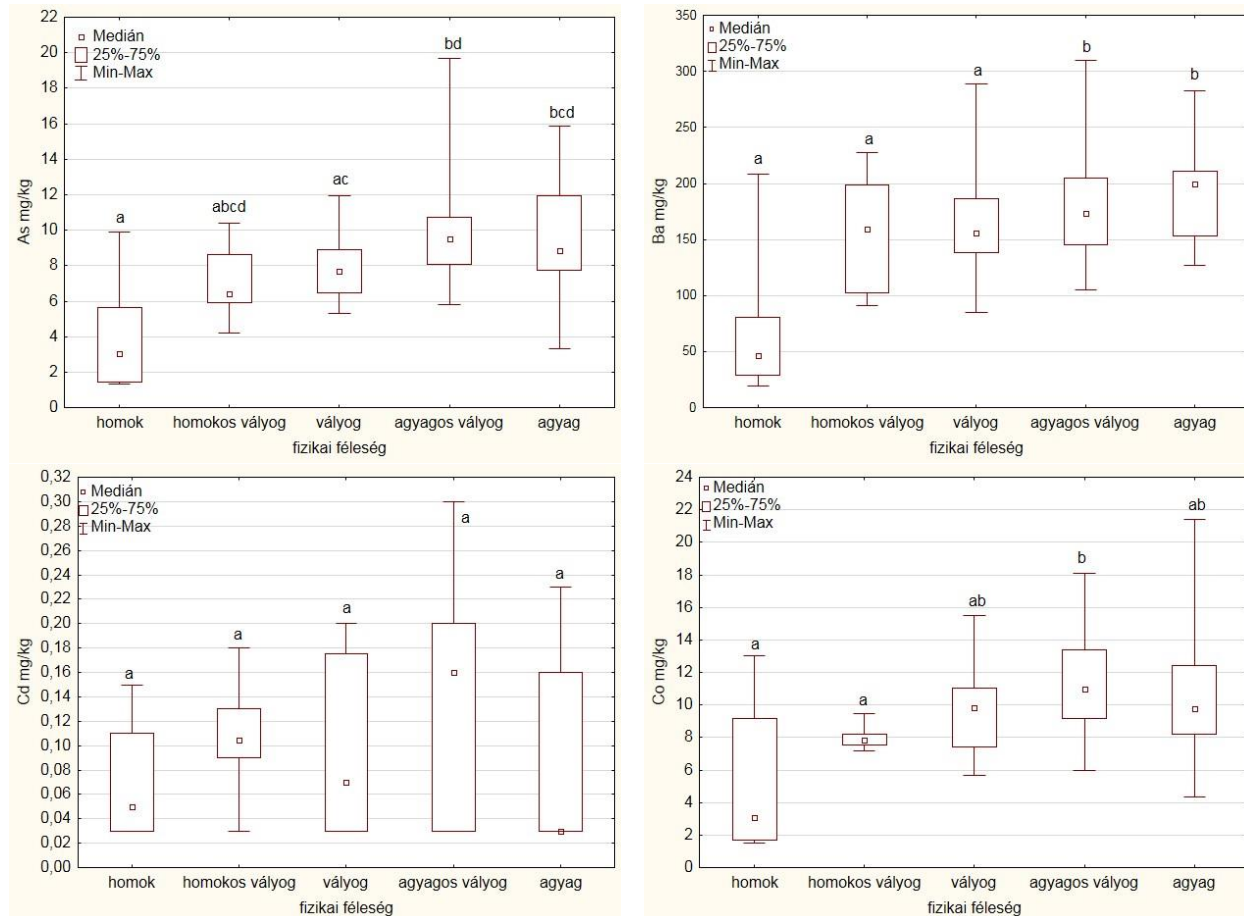 22
20
18
16
14
12
10
8
6
4
2
0
As mg/kg
Medián
25%-75%
Min-Max
a
abcd
ac
bd
bcd
homok
homokos vályog
vályog
agyagos vályog
agyag
fizikai féleség
350
300
250
200
150
100
50
0
Ba mg/kg
Medián
25%-75%
Min-Max
a
a
a
b
b
homok
homokos vályog
vályog
agyagos vályog
agyag
fizikai féleség
0,32
0,30
0,28
0,26
0,24
0,22
0,20
0,18
0,16
0,14
0,12
0,10
0,08
0,06
0,04
0,02
0,00
Cd mg/kg
Medián
25%-75%
Min-Max
a
a
a
a
a
homok
homokos vályog
vályog
agyagos vályog
agyag
fizikai féleség
24
22
20
18
16
14
12
10
8
6
4
2
0
Co mg/kg
Medián
25%-75%
Min-Max
a
a
ab
b
ab
homok
homokos vályog
vályog
agyagos vályog
agyag
fizikai féleség